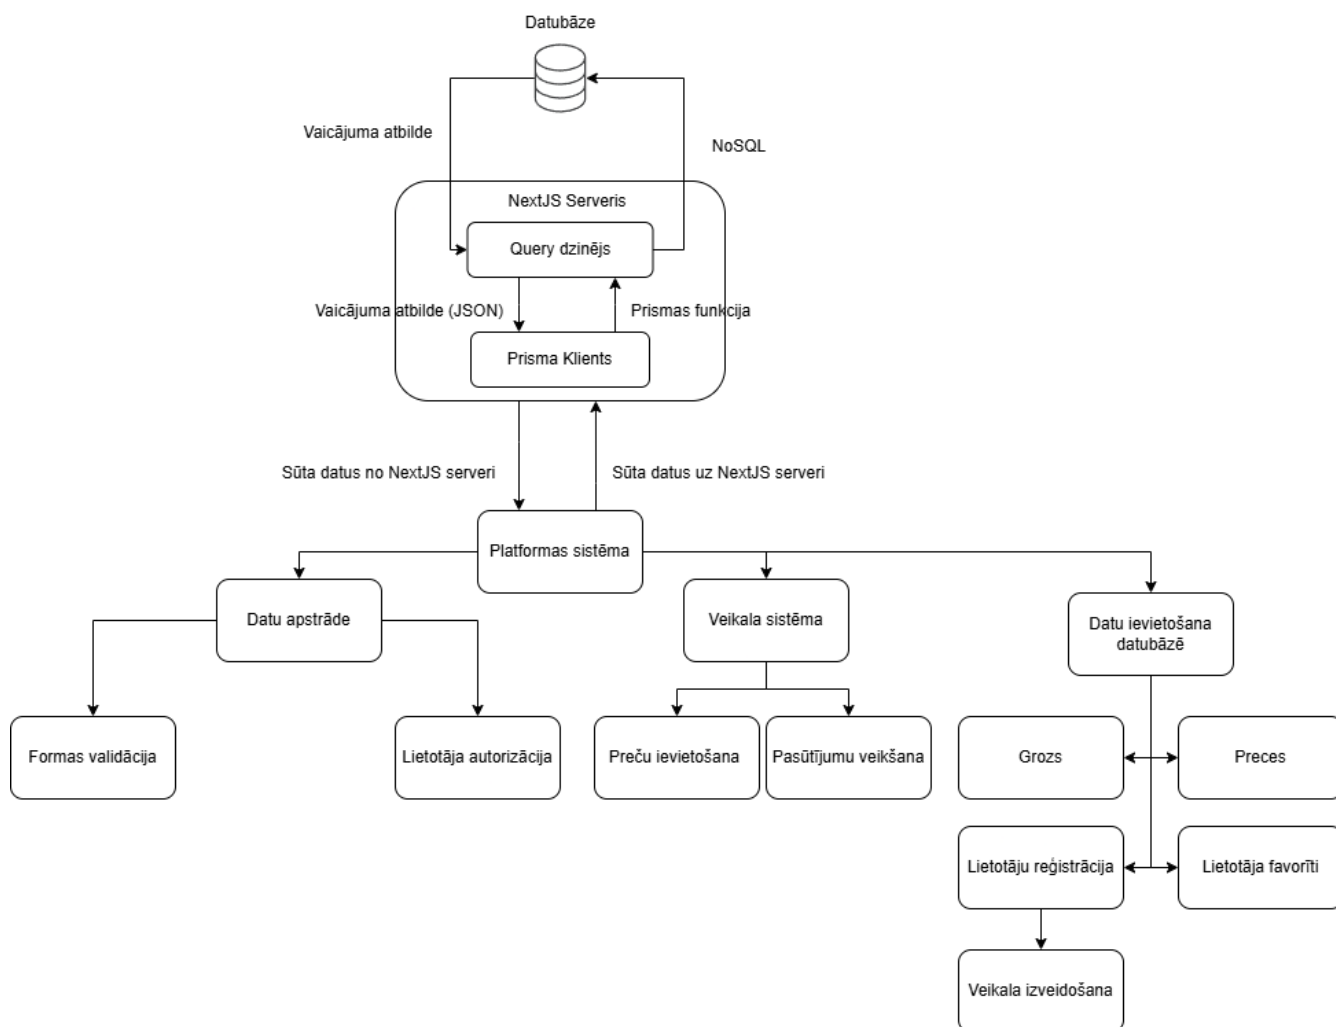 Datubāze
Vaicājuma atbilde
NoSQL
NextJS Serveris
Query dzinējs
Vaicājuma atbilde (JSON)
Prismas funkcija
Prisma Klients
Sūta datus no NextJS serveri
Sūta datus uz NextJS serveri
Platformas sistēma
Datu apstrāde
Veikala sistēma
Datu ievietošana
datubāzē
Formas validācija
Lietotāja autorizācija
Preču ievietošana
Pasūtījumu veikšana
Grozs
Preces
Lietotāju reģistrācija
Lietotāja favorīti
Veikala izveidošana